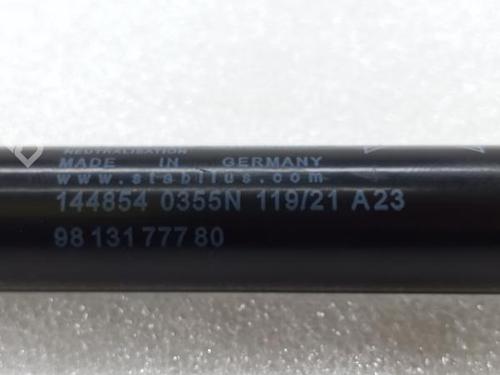 NEUTRALISATION
MADE IN GERMANY
www.stabilus.com
144854 0355N 119/21 A23
98 131 777 80